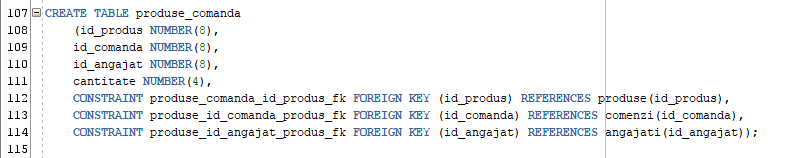 107 CREATE TABLE produse_comanda
108 (id_produs NUMBER(8),
109 id_comanda NUMBER(8),
110 id_angajat NUMBER(8),
111 cantitate NUMBER(4),
112 CONSTRAINT produse_comanda_id_produs_fk FOREIGN KEY (id_produs) REFERENCES produse(id_produs),
113 CONSTRAINT produse_id_comanda_produs_fk FOREIGN KEY (id_comanda) REFERENCES comenzi(id_comanda),
114 CONSTRAINT produse_id_angajat_produs_fk FOREIGN KEY (id_angajat) REFERENCES angajati(id_angajat));
115